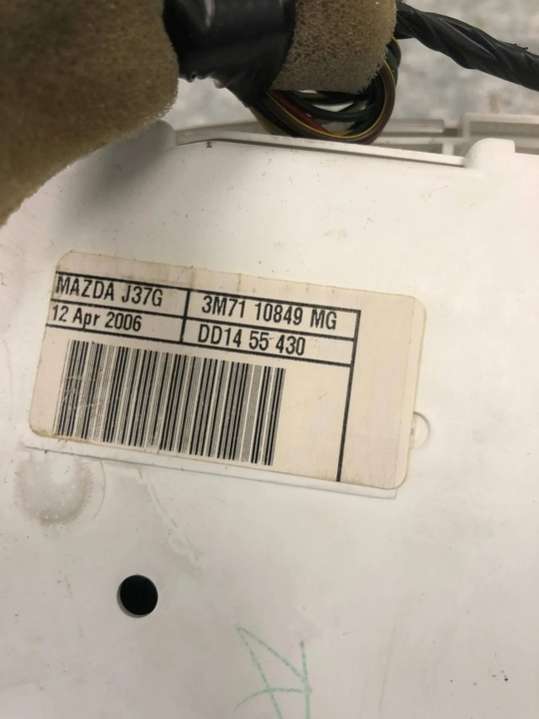 MAZDA J37G
3M71 10849 MG
12 Apr 2006
DD14 55 430